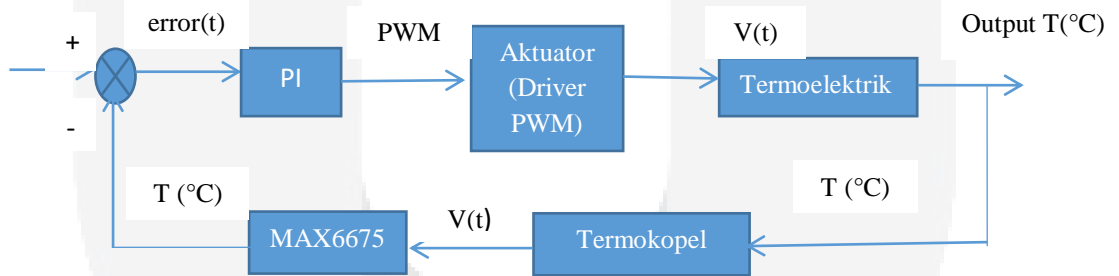 error(t)
PWM
V(t)
Output T(°C)
+
PI
Aktuator
(Driver
PWM)
Termoelektrik
-
T (°C)
V(t)
T (°C)
MAX6675
Termokopel